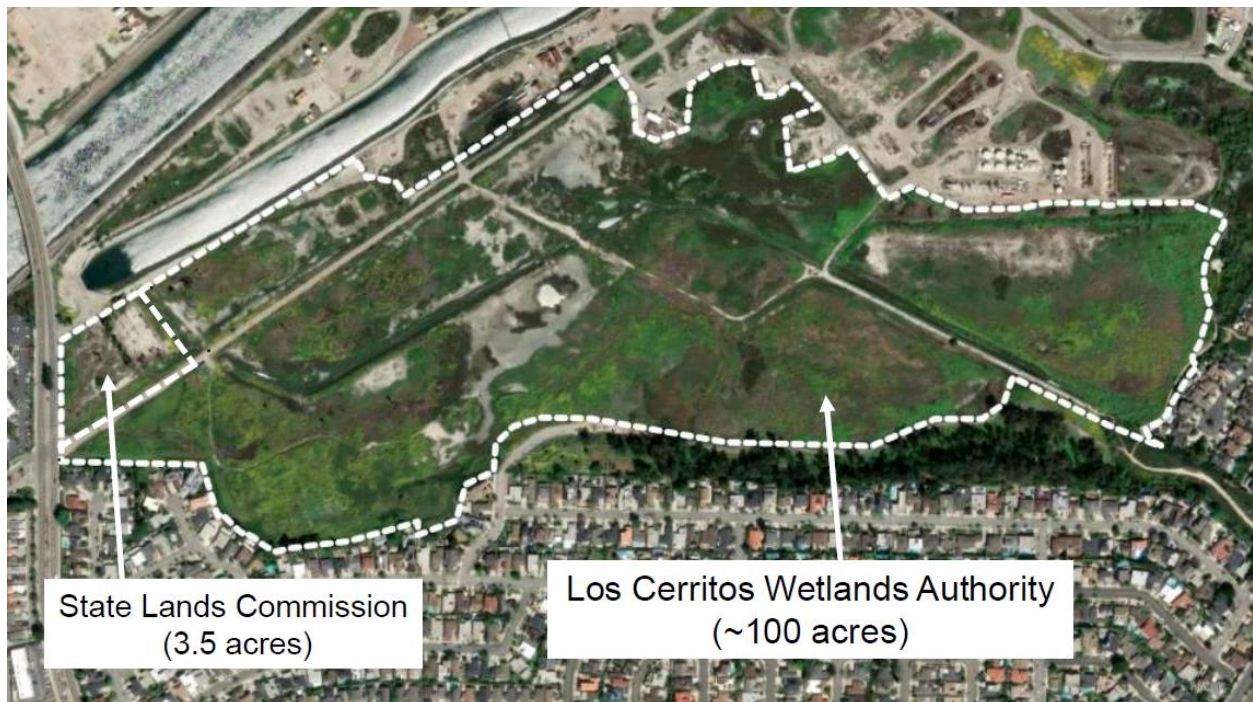 State Lands Commission
(3.5 acres)
Los Cerritos Wetlands Authority
(~100 acres)